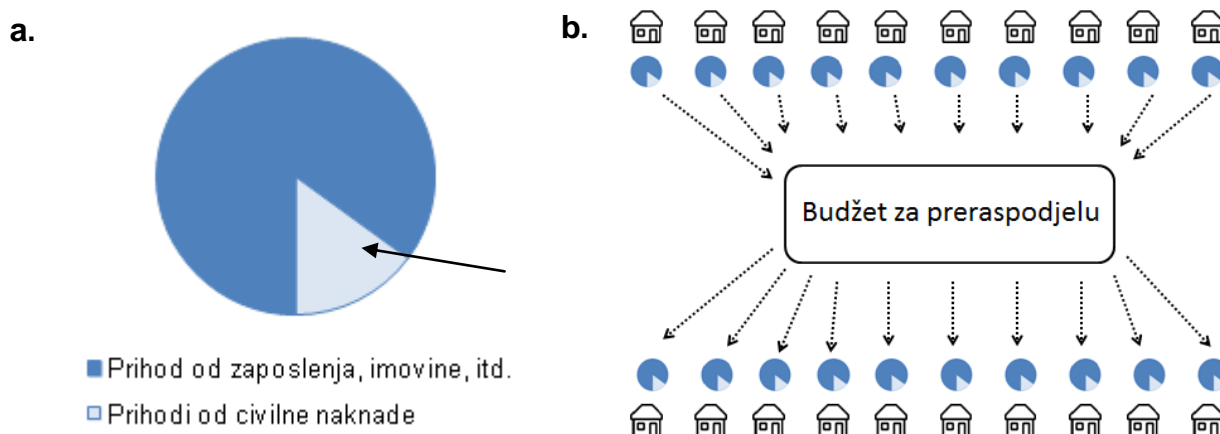 a.
Prihod od zaposlenja, imovine, itd.
Prihodi od civilne naknade
b.
Budžet za preraspodjelu